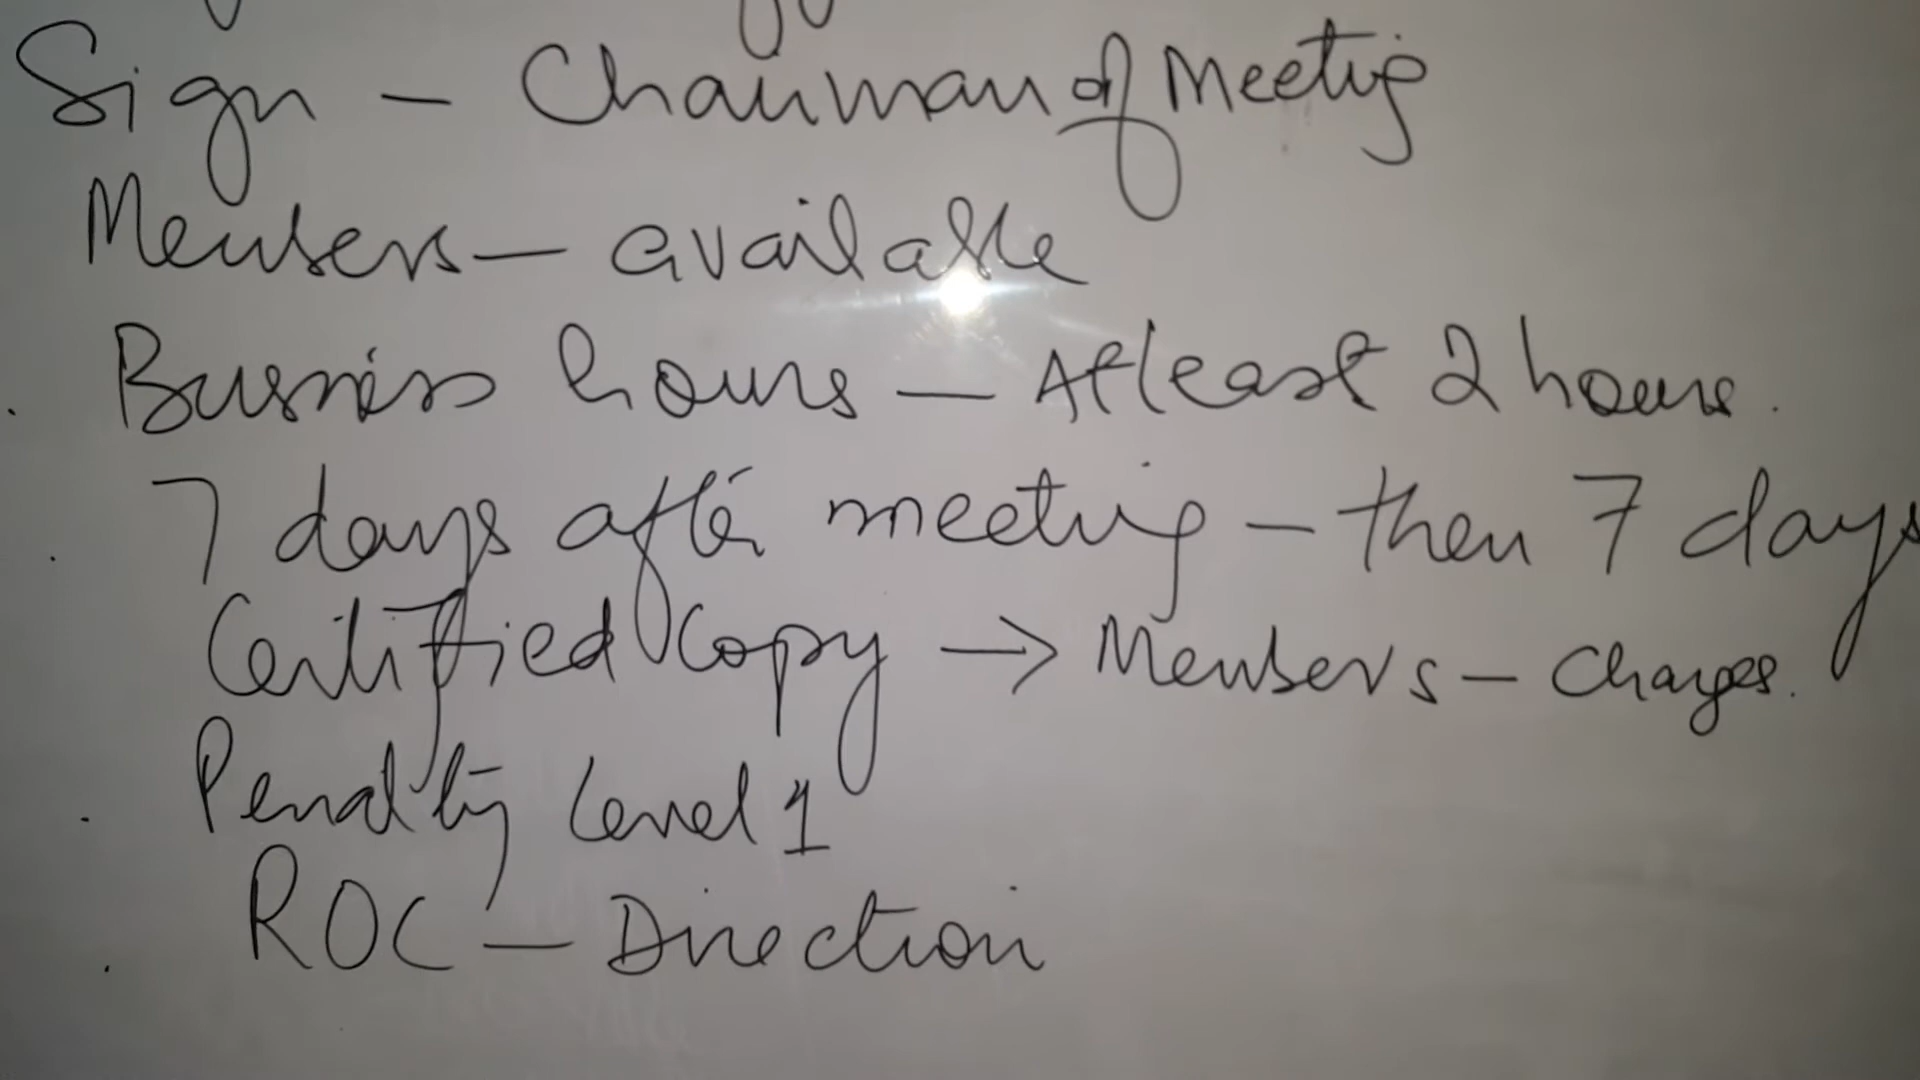 Sign - Chairman of Meeting
Members - available
Business hours - Atleast 2 hours.
7 days after meeting - then 7 days
Certified Copy → Members - Charges.
Penalty Level 1
ROC - Direction